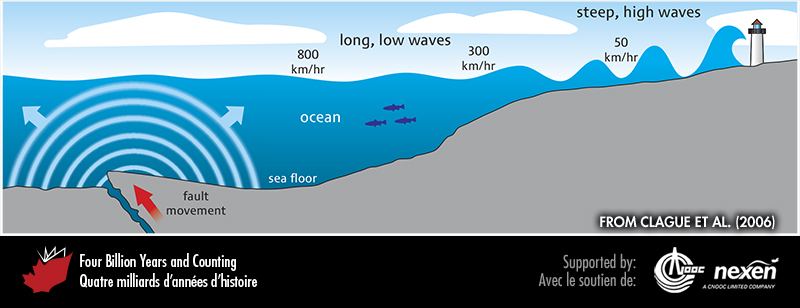 steep, high waves
long, low waves
800
km/hr
300
km/hr
50
km/hr
ocean
sea floor
fault
movement
FROM CLAGUE ET AL. (2006)
Four Billion Years and Counting
Quatre milliards d'années d'histoire
Supported by:
Avec le soutien de:
CNOOC
nexen
A CNOOC LIMITED COMPANY